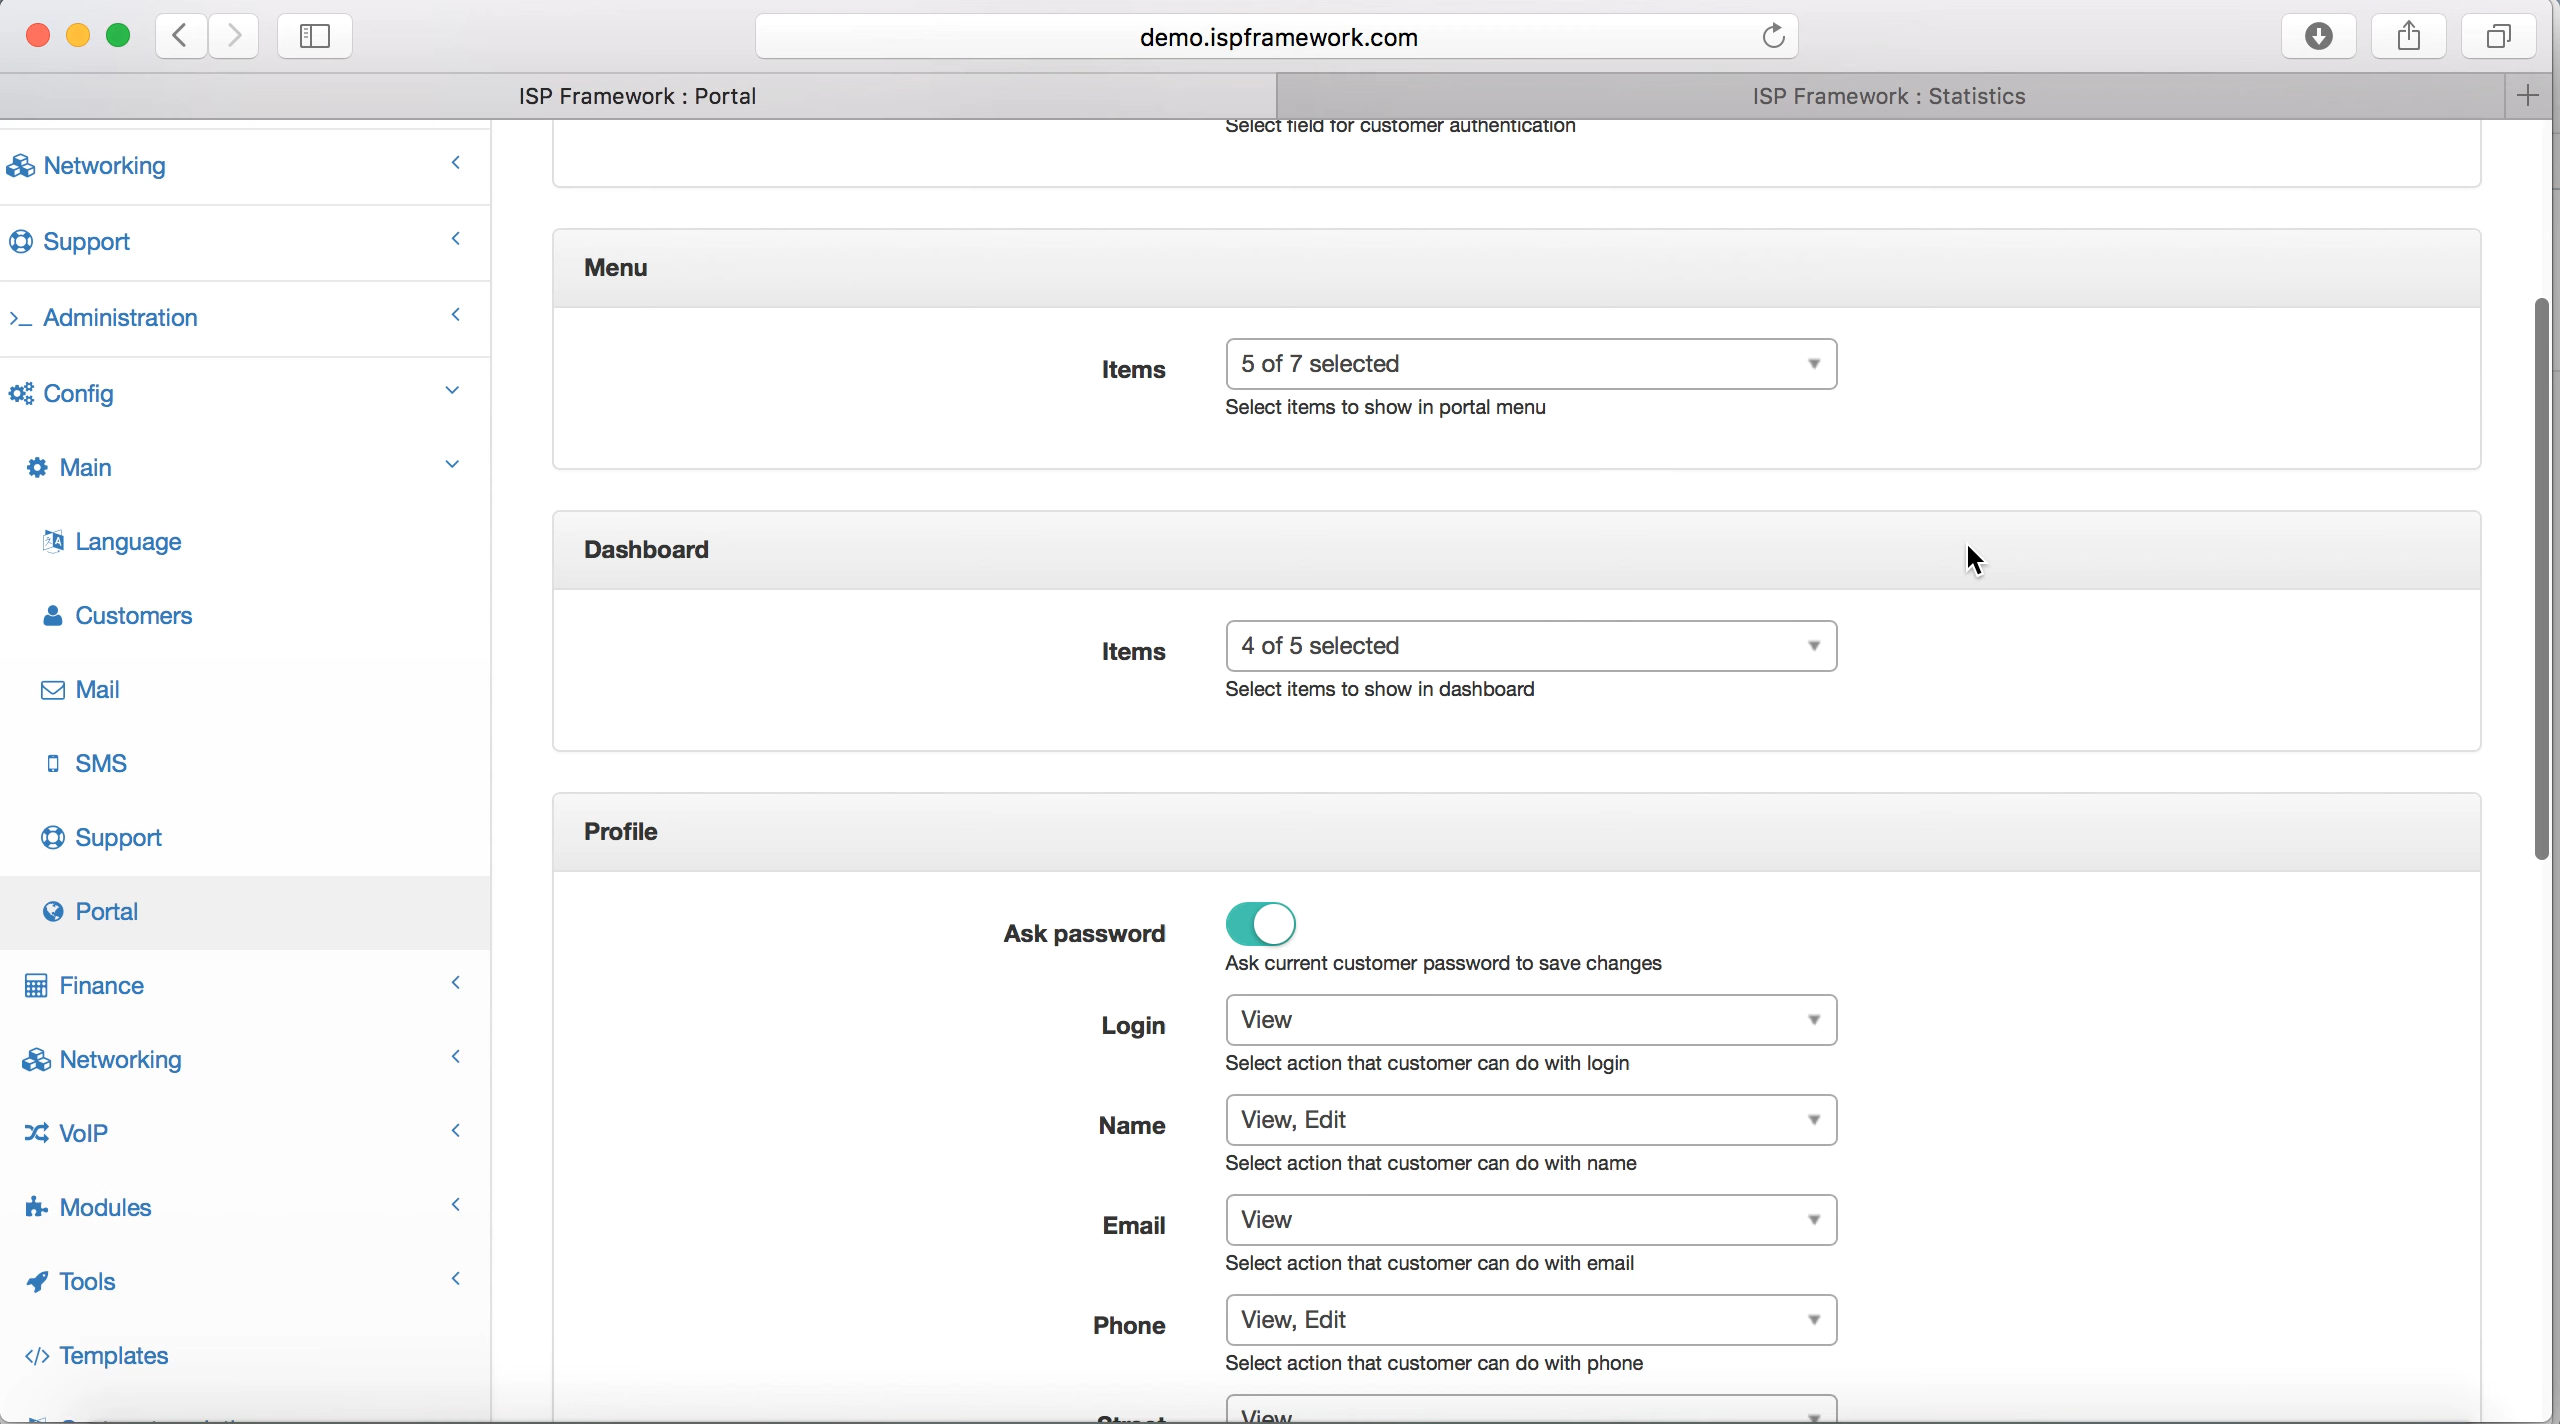 demo.ispframework.com
ISP Framework : Portal
ISP Framework : Statistics
Networking
Support
Administration
Config
Main
Language
Customers
Mail
SMS
Support
Portal
Finance
Networking
VoIP
Modules
Tools
Templates
Select field for customer authentication
Menu
Items
5 of 7 selected
Select items to show in portal menu
Dashboard
Items
4 of 5 selected
Select items to show in dashboard
Profile
Ask password
Ask current customer password to save changes
Login
View
Select action that customer can do with login
Name
View, Edit
Select action that customer can do with name
Email
View
Select action that customer can do with email
Phone
View, Edit
Select action that customer can do with phone
Street
View